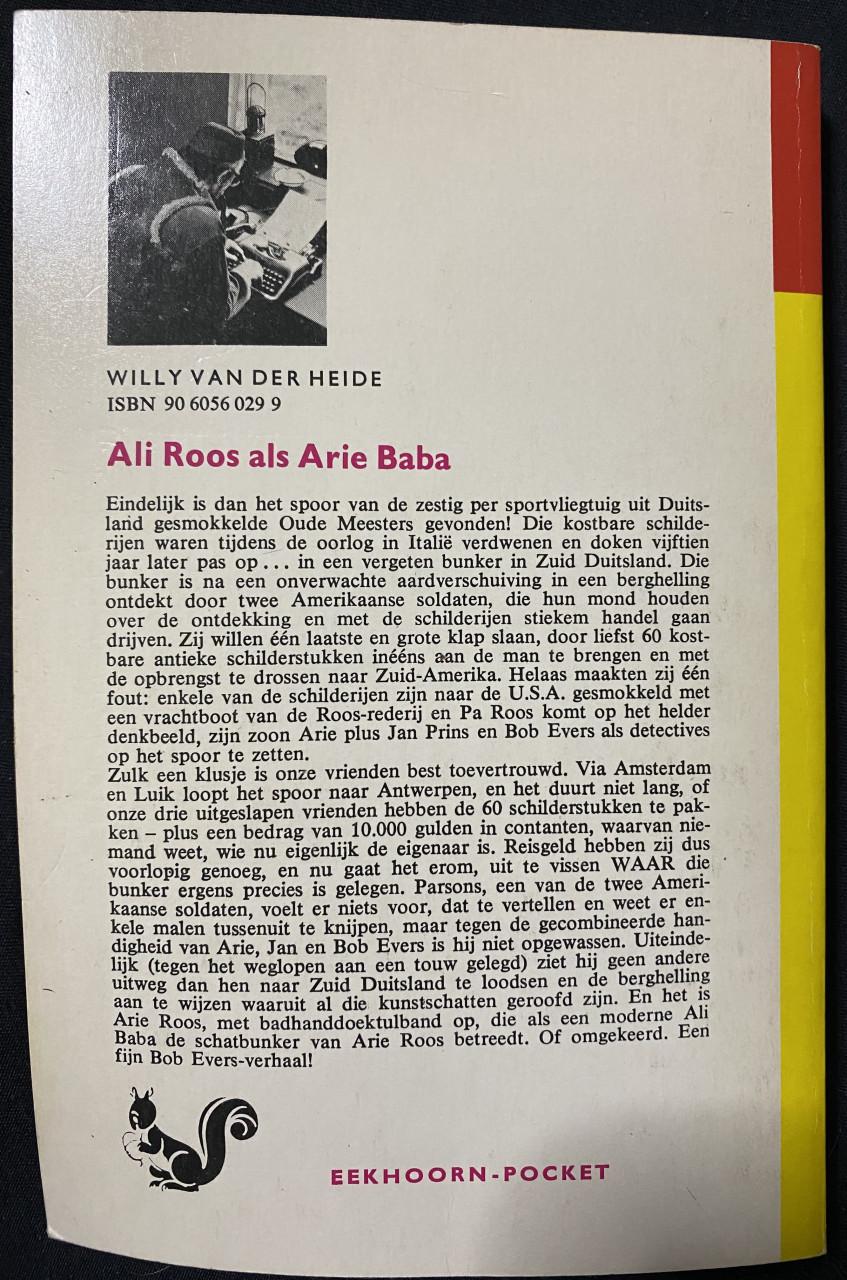 WILLY VAN DER HEIDE
ISBN 90 6056 029 9
Ali Roos als Arie Baba
Eindelijk is dan het spoor van de zestig per sportvliegtuig uit Duits-
land gesmokkelde Oude Meesters gevonden! Die kostbare schilde-
rijen waren tijdens de oorlog in Italië verdwenen en doken vijftien
jaar later pas op ... in een vergeten bunker in Zuid Duitsland. Die
bunker is na een onverwachte aardverschuiving in een berghelling
ontdekt door twee Amerikaanse soldaten, die hun mond houden
over de ontdekking en met de schilderijen stiekem handel gaan
drijven. Zij willen één laatste en grote klap slaan, door liefst 60 kost-
bare antieke schilderstukken inééns aan de man te brengen en met
de opbrengst te drossen naar Zuid-Amerika. Helaas maakten zij één
fout: enkele van de schilderijen zijn naar de U.S.A. gesmokkeld met
een vrachtboot van de Roos-rederij en Pa Roos komt op het helder
denkbeeld, zijn zoon Arie plus Jan Prins en Bob Evers als detectives
op het spoor te zetten.
Zulk een klusje is onze vrienden best toevertrouwd. Via Amsterdam
en Luik loopt het spoor naar Antwerpen, en het duurt niet lang, of
onze drie uitgeslapen vrienden hebben de 60 schilderstukken te pak-
ken – plus een bedrag van 10.000 gulden in contanten, waarvan nie-
mand weet, wie nu eigenlijk de eigenaar is. Reisgeld hebben zij dus
voorlopig genoeg, en nu gaat het erom, uit te vissen WAAR die
bunker ergens precies is gelegen. Parsons, een van de twee Ameri-
kaanse soldaten, voelt er niets voor, dat te vertellen en weet er en-
kele malen tussenuit te knijpen, maar tegen de gecombineerde han-
digheid van Arie, Jan en Bob Evers is hij niet opgewassen. Uiteinde-
lijk (tegen het weglopen aan een touw gelegd) ziet hij geen andere
uitweg dan hen naar Zuid Duitsland te loodsen en de berghelling
aan te wijzen waaruit al die kunstschatten geroofd zijn. En het is
Arie Roos, met badhanddoektulband op, die als een moderne Ali
Baba de schatbunker van Arie Roos betreedt. Of omgekeerd. Een
fijn Bob Evers-verhaal!
EEKHOORN-POCKET